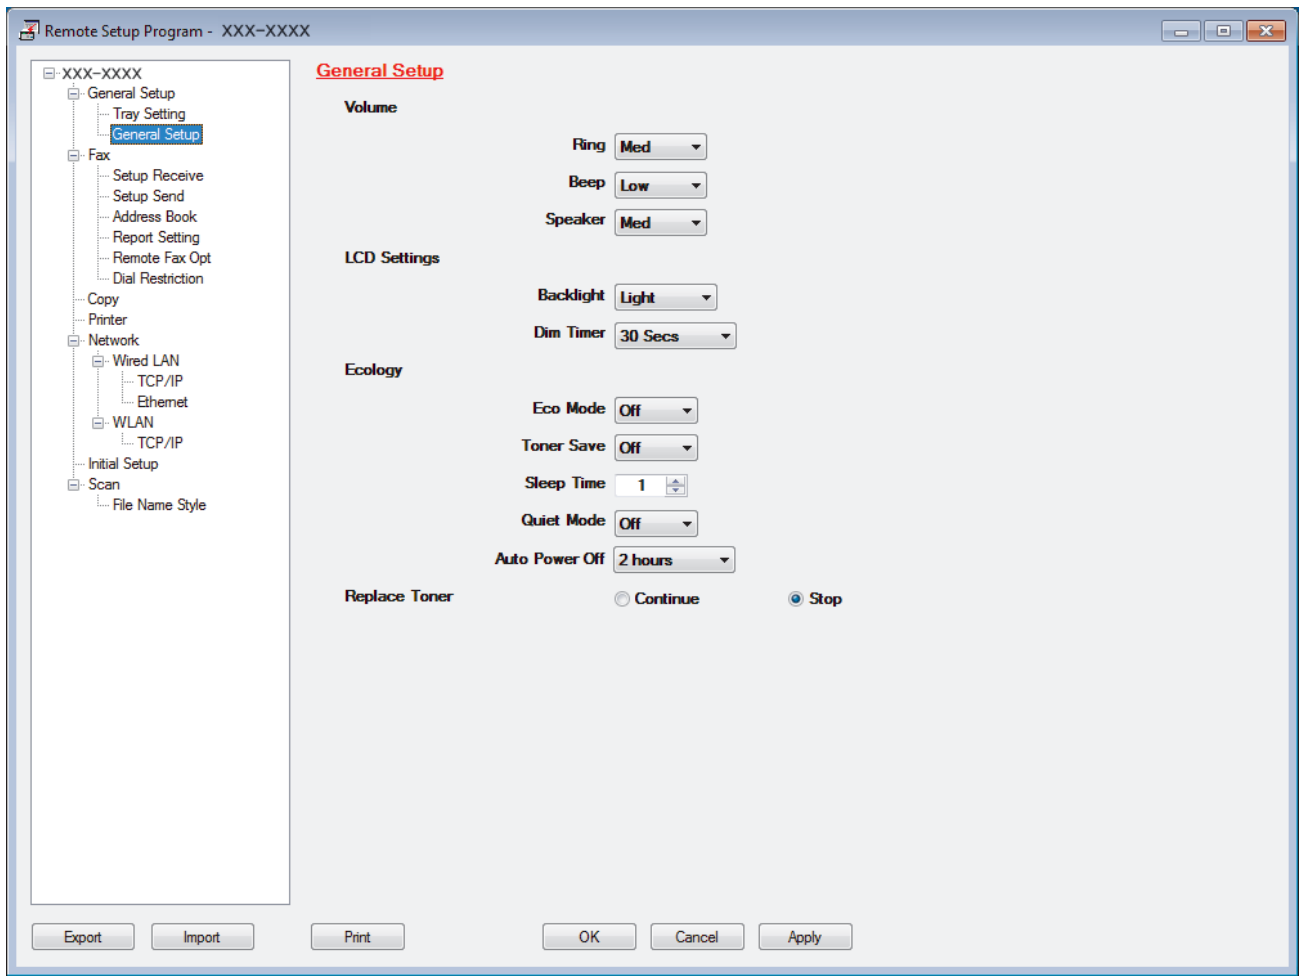 Remote Setup Program - XXX-XXXX
XXX-XXXX
General Setup
Tray Setting
General Setup
Fax
Setup Receive
Setup Send
Address Book
Report Setting
Remote Fax Opt
Dial Restriction
Copy
Printer
Network
Wired LAN
TCP/IP
Ethernet
WLAN
TCP/IP
Initial Setup
Scan
File Name Style
General Setup
Volume
Ring Med
Beep Low
Speaker Med
LCD Settings
Backlight Light
Dim Timer 30 Secs
Ecology
Eco Mode Off
Toner Save Off
Sleep Time 1
Quiet Mode Off
Auto Power Off 2 hours
Replace Toner Continue Stop
Export Import Print OK Cancel Apply